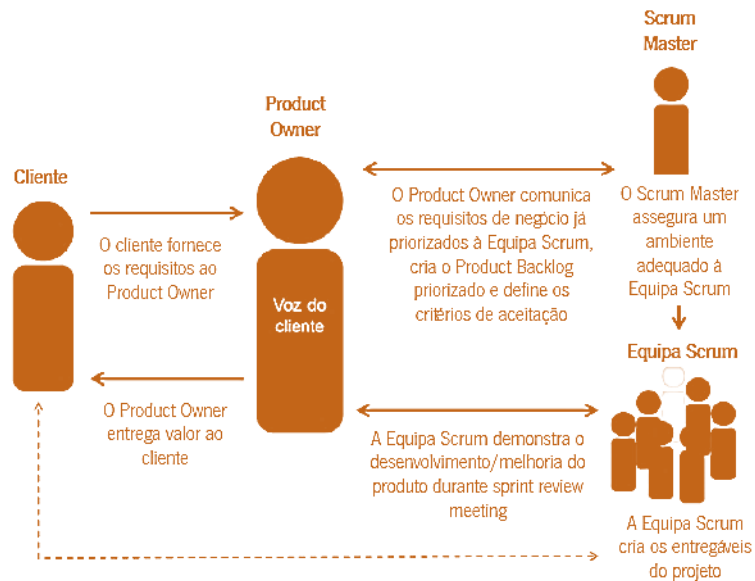 Scrum
Master
Product
Owner
Cliente
O cliente fornece
os requisitos ao
Product Owner
Voz do
cliente
O Product Owner comunica
os requisitos de negócio já
priorizados à Equipa Scrum,
cria o Product Backlog
priorizado e define os
critérios de aceitação
O Scrum Master
assegura um
ambiente
adequado à
Equipa Scrum
Equipa Scrum
O Product Owner
entrega valor ao
cliente
A Equipa Scrum demonstra o
desenvolvimento/melhoria do
produto durante sprint review
meeting
A Equipa Scrum
cria os entregáveis
do projeto